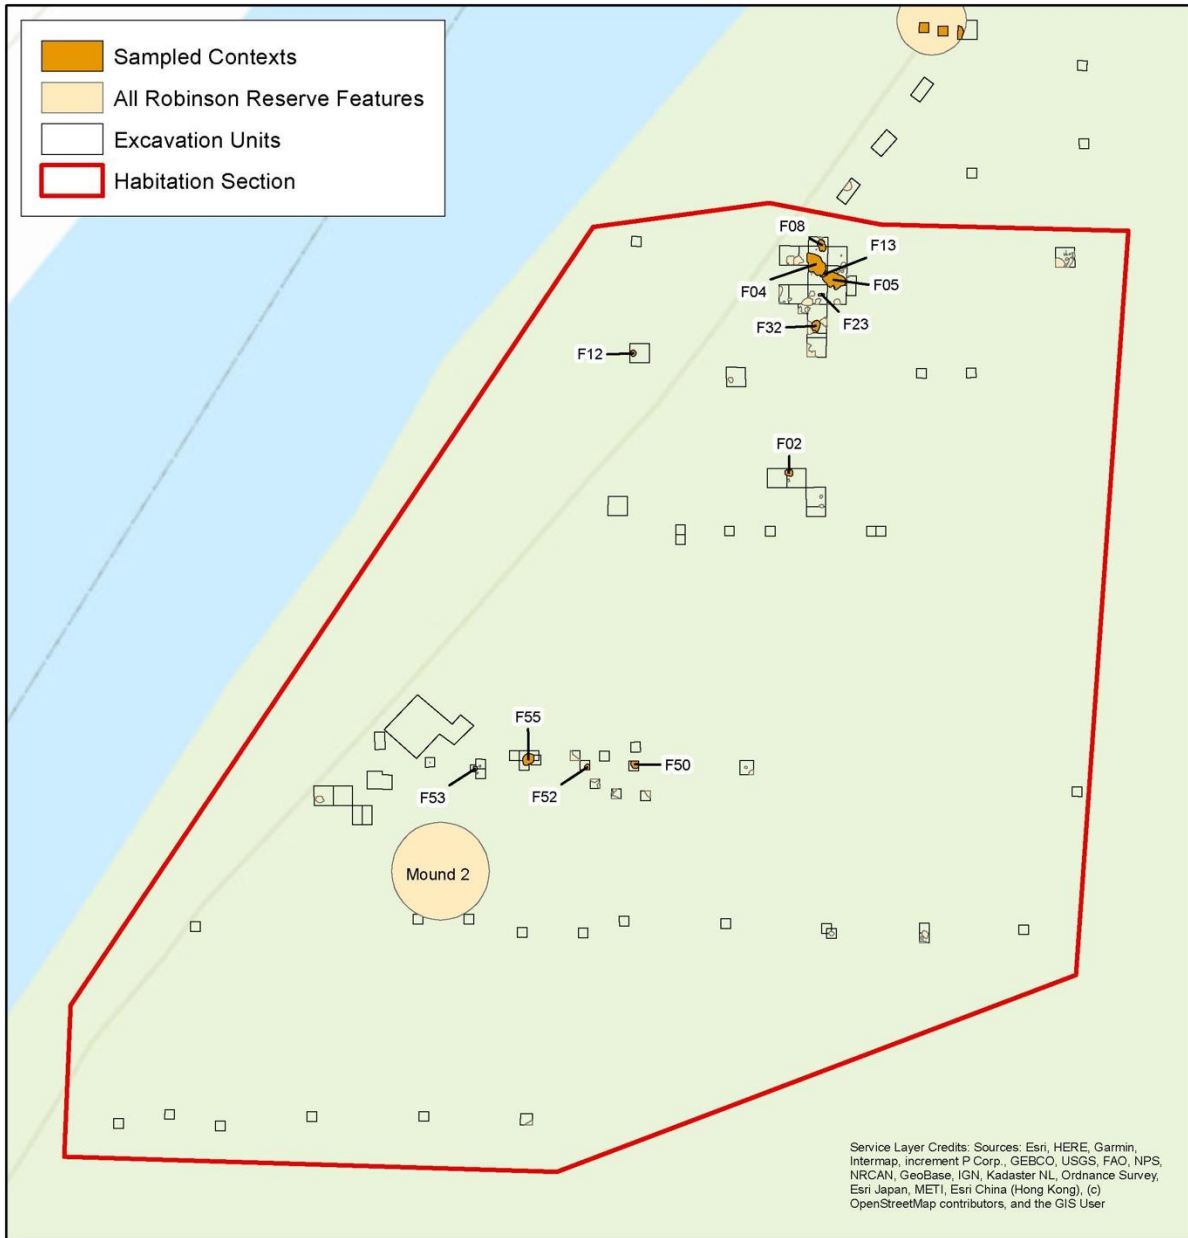 Sampled Contexts
All Robinson Reserve Features
Excavation Units
Habitation Section
F08
F13
F04
F05
F32
F23
F12
F02
F55
F50
F53
F52
Mound 2
Service Layer Credits: Sources: Esri, HERE, Garmin,
Intermap, increment P Corp., GEBCO, USGS, FAO, NPS,
NRCAN, GeoBase, IGN, Kadaster NL, Ordnance Survey,
Esri Japan, METI, Esri China (Hong Kong), (c)
OpenStreetMap contributors, and the GIS User